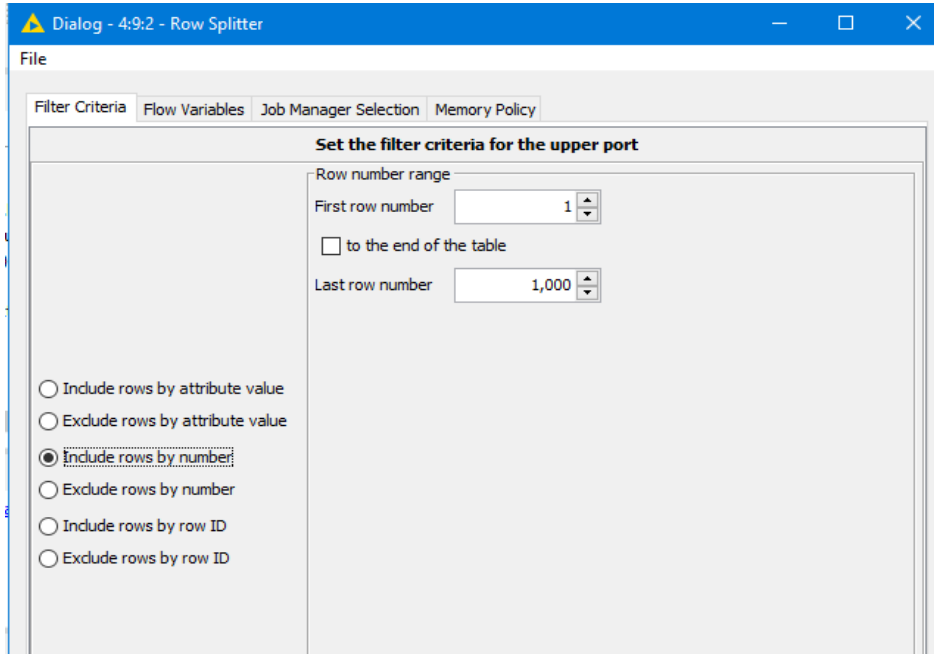 Dialog - 4:9:2 - Row Splitter
File
Filter Criteria Flow Variables Job Manager Selection Memory Policy
Set the filter criteria for the upper port
Row number range
First row number 1
to the end of the table
Last row number 1,000
Include rows by attribute value
Exclude rows by attribute value
Include rows by number
Exclude rows by number
Include rows by row ID
Exclude rows by row ID